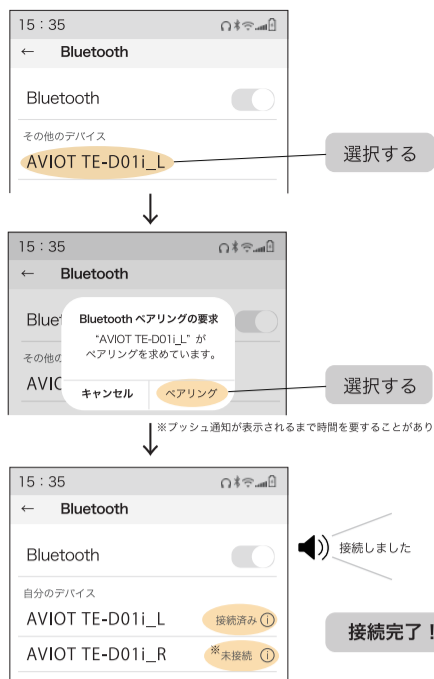 15：35
← Bluetooth
Bluetooth
その他のデバイス
AVIOT TE-D01i_L
選択する
15：35
← Bluetooth
Blue
Bluetooth ペアリングの要求
“AVIOT TE-D01i_L” が
ペアリングを求めています。
その他の
AVIO
キャンセル ペアリング
選択する
※プッシュ通知が表示されるまで時間を要することがあり
15：35
← Bluetooth
Bluetooth
接続しました
自分のデバイス
AVIOT TE-D01i_L 接続済み ⓘ
AVIOT TE-D01i_R ※未接続 ⓘ
接続完了！